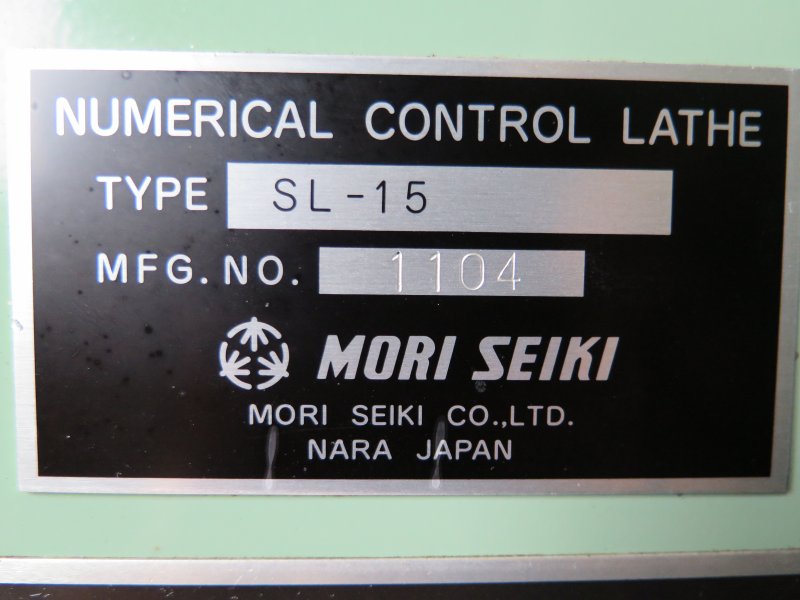 NUMERICAL CONTROL LATHE
TYPE SL-15
MFG.NO. 1104
MORI SEIKI
MORI SEIKI CO.,LTD.
NARA JAPAN